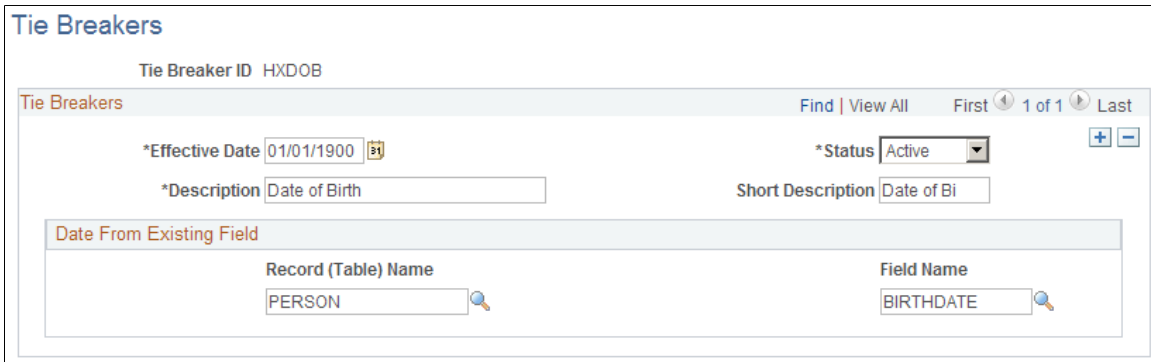 Tie Breakers
Tie Breaker ID HXDOB
Tie Breakers Find | View All First 1 of 1 Last
*Effective Date 01/01/1900 31 *Status Active
*Description Date of Birth Short Description Date of Bi
Date From Existing Field
Record (Table) Name Field Name
PERSON BIRTHDATE